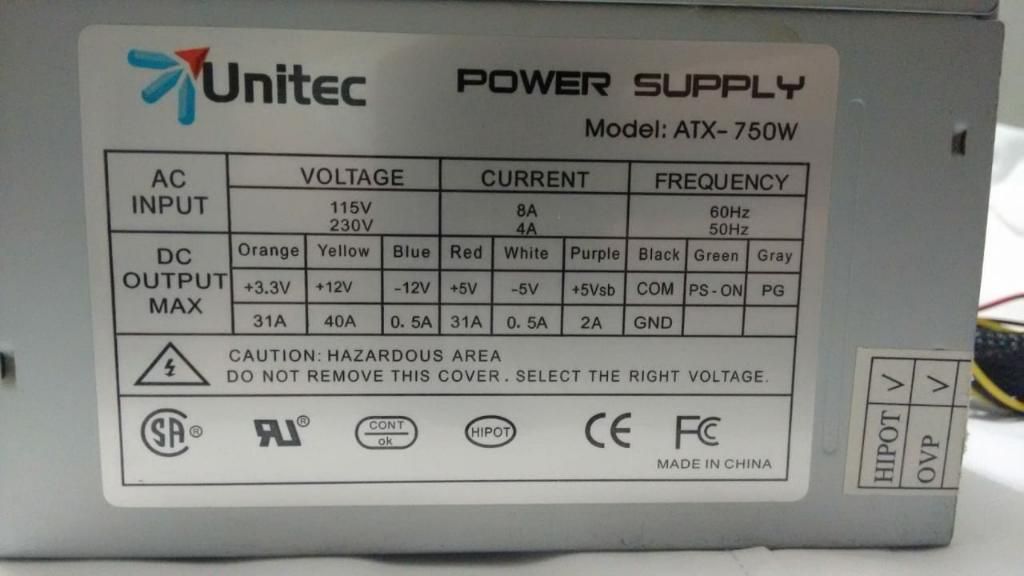 Unitec
POWER SUPPLY
Model: ATX- 750W
AC INPUT VOLTAGE CURRENT FREQUENCY
115V 8A 60Hz
230V 4A 50Hz
DC OUTPUT MAX Orange Yellow Blue Red White Purple Black Green Gray
+3.3V +12V -12V +5V -5V +5Vsb COM PS - ON PG
31A 40A 0. 5A 31A 0. 5A 2A GND
CAUTION: HAZARDOUS AREA
DO NOT REMOVE THIS COVER. SELECT THE RIGHT VOLTAGE.
SA ® RU ® CONT ok HIPOT CE FC
MADE IN CHINA
HIPOT V
OVP V